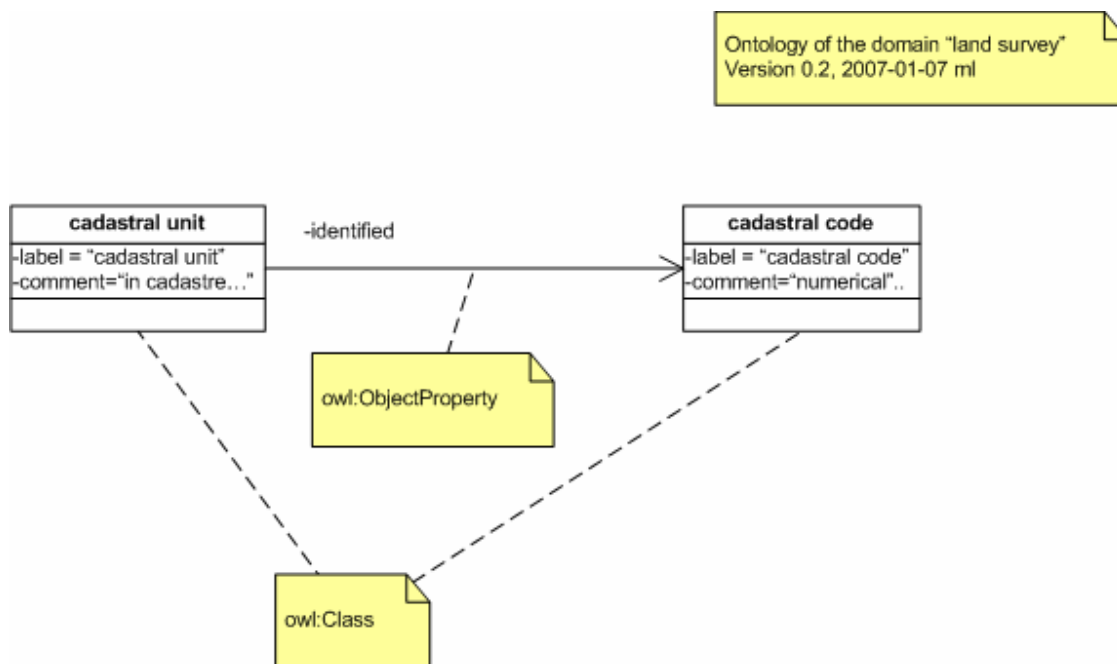 Ontology of the domain “land survey”
Version 0.2, 2007-01-07 ml
cadastral unit
-label = “cadastral unit”
-comment=“in cadastre…”
-identified
cadastral code
-label = “cadastral code”
-comment=“numerical”..
owl:ObjectProperty
owl:Class